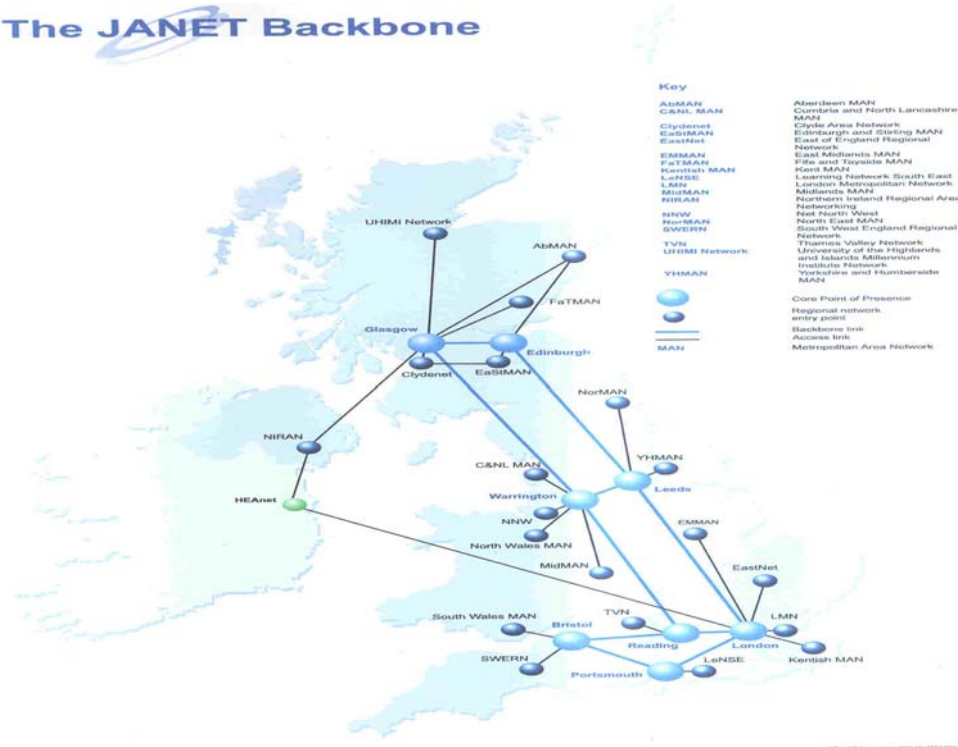 The JANET Backbone
Key
AbMAN Aberdeen MAN
C&NL MAN Cumbria and North Lancashire
MAN
Clydenet Clyde Area Network
EaStMAN Edinburgh and Stirling MAN
EastNet East of England Regional
Network
EMMAN East Midlands MAN
FaTMAN Fife and Tayside MAN
Kentish MAN Kent MAN
LeNSE Learning Network South East
LMN London Metropolitan Network
MidMAN Midlands MAN
NIRAN Northern Ireland Regional Area
Networking
NNW Net North West
NorMAN North East MAN
SWERN South West England Regional
Network
TVN Thames Valley Network
UHIMI Network University of the Highlands
and Islands Millennium
Institute Network
YHMAN Yorkshire and Humberside
MAN
Core Point of Presence
Regional network
entry point
Backbone link
Access link
MAN Metropolitan Area Network
UHIMI Network
AbMAN
FaTMAN
Glasgow
Edinburgh
Clydenet
EaStMAN
NorMAN
NIRAN
YHMAN
C&NL MAN
Leeds
Warrington
HEAnet
NNW
EMMAN
North Wales MAN
MidMAN
EastNet
TVN
South Wales MAN
LMN
Bristol
Reading
London
SWERN
LeNSE
Kentish MAN
Portsmouth